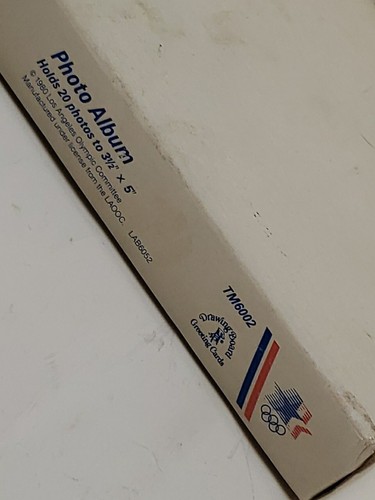 Photo Album
Holds 20 photos to 3½" x 5"
© 1980 Los Angeles Olympic Committee
Manufactured under license from the LAOOC. LAB6052
TM6002
Drawing Board
Greeting Cards